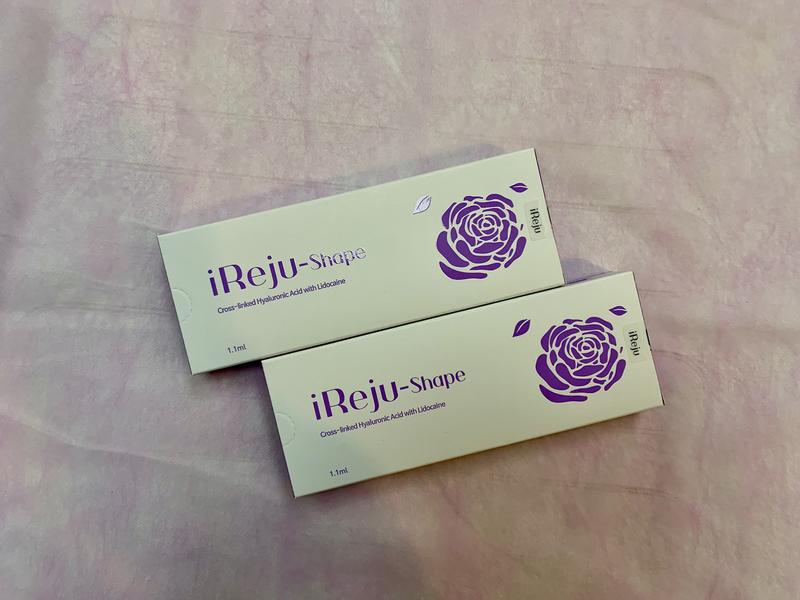 iReju-Shape
Cross-linked Hyaluronic Acid with Lidocaine
1.1ml
iReju
iReju-Shape
Cross-linked Hyaluronic Acid with Lidocaine
1.1ml
iReju